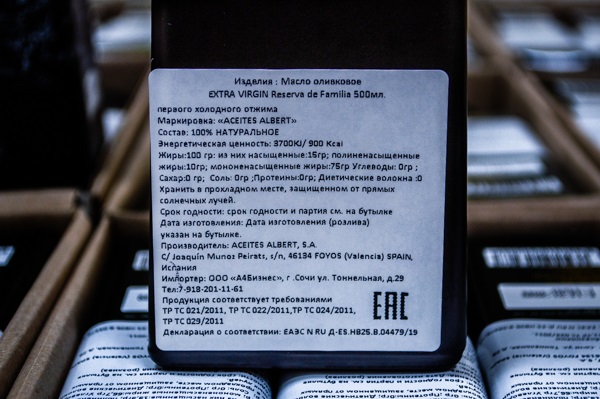 Изделия : Масло оливковое
EXTRA VIRGIN Reserva de Familia 500мл.
первого холодного отжима
Маркировка: «ACEITES ALBERT»
Состав: 100% НАТУРАЛЬНОЕ
Энергетическая ценность: 3700KJ/ 900 Kcal
Жиры:100 гр: из них насыщенные:15гр; полиненасыщенные
жиры:10гр; мононенасыщенные жиры:75гр Углеводы: 0гр ;
Сахар:0 гр; Соль: 0гр ;Протеины:0гр; Диетические волокна :0
Хранить в прохладном месте, защищенном от прямых
солнечных лучей.
Срок годности: срок годности и партия см. на бутылке
Дата изготовления: Дата изготовления (розлива)
указан на бутылке.
Производитель: ACEITES ALBERT, S.A.
C/ Joaquin Munoz Peirats, s/n, 46134 FOYOS (Valencia) SPAIN,
Испания
Импортер: ООО «А4Бизнес», г .Сочи ул. Тоннельная, д.29
Тел:7-918-201-11-61
Продукция соответствует требованиями
ТР ТС 021/2011, ТР ТС 022/2011,ТР ТС 024/2011,
ТР ТС 029/2011
EAC
Декларация о соответствии: ЕАЭС N RU Д-ES.НВ25.В.04479/19